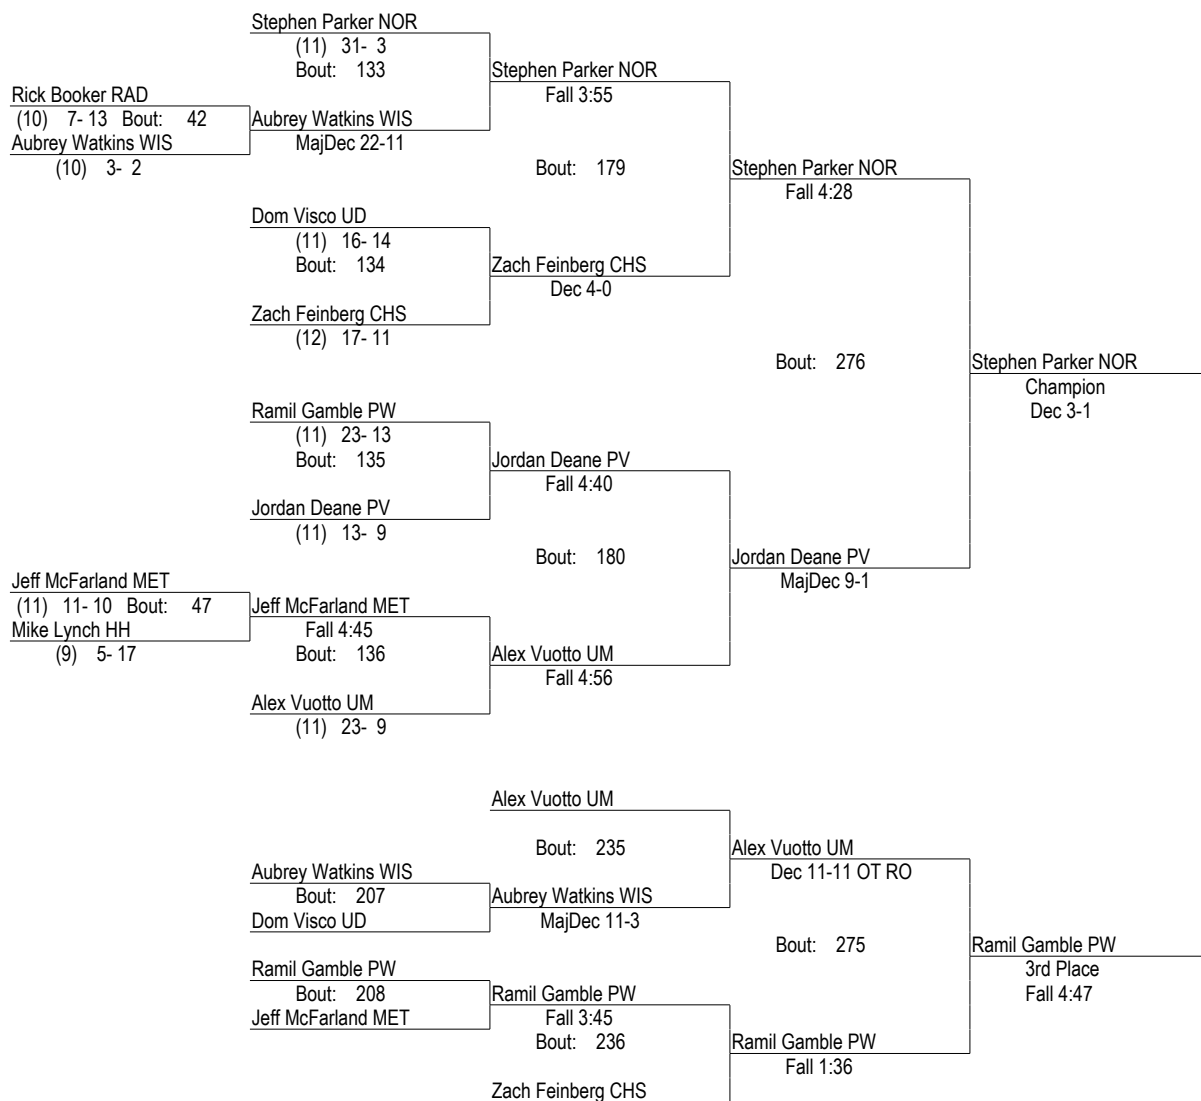 Stephen Parker NOR
(11) 31- 3
Bout: 133
Stephen Parker NOR
Fall 3:55
Rick Booker RAD
(10) 7- 13 Bout: 42
Aubrey Watkins WIS
Aubrey Watkins WIS
MajDec 22-11
(10) 3- 2
Bout: 179
Stephen Parker NOR
Fall 4:28
Dom Visco UD
(11) 16- 14
Bout: 134
Zach Feinberg CHS
Dec 4-0
Zach Feinberg CHS
(12) 17- 11
Bout: 276
Stephen Parker NOR
Champion
Dec 3-1
Ramil Gamble PW
(11) 23- 13
Bout: 135
Jordan Deane PV
Fall 4:40
Jordan Deane PV
(11) 13- 9
Bout: 180
Jordan Deane PV
MajDec 9-1
Jeff McFarland MET
(11) 11- 10 Bout: 47
Jeff McFarland MET
Mike Lynch HH
Fall 4:45
(9) 5- 17
Bout: 136
Alex Vuotto UM
Fall 4:56
Alex Vuotto UM
(11) 23- 9
Alex Vuotto UM
Bout: 235
Alex Vuotto UM
Dec 11-11 OT RO
Aubrey Watkins WIS
Bout: 207
Aubrey Watkins WIS
Dom Visco UD
MajDec 11-3
Bout: 275
Ramil Gamble PW
3rd Place
Fall 4:47
Ramil Gamble PW
Bout: 208
Ramil Gamble PW
Jeff McFarland MET
Fall 3:45
Bout: 236
Ramil Gamble PW
Fall 1:36
Zach Feinberg CHS